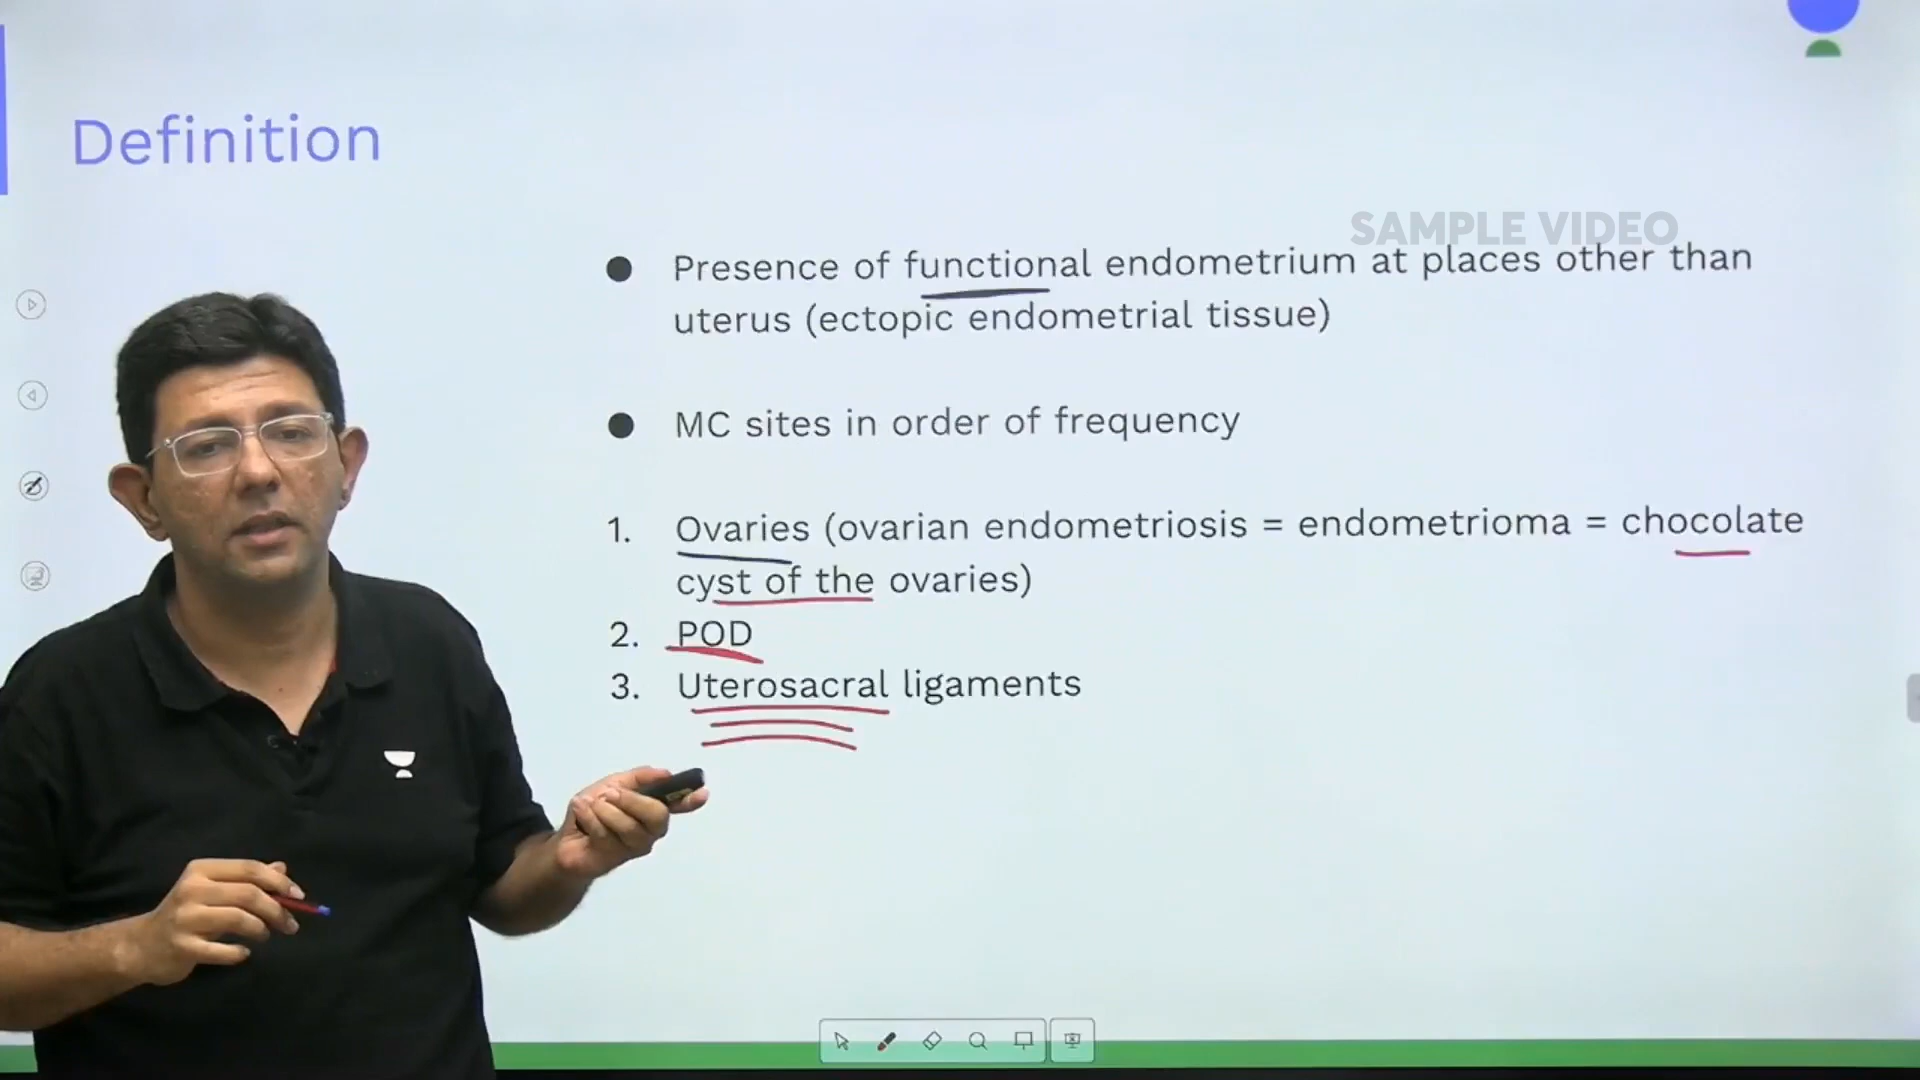 Definition
SAMPLE VIDEO
● Presence of functional endometrium at places other than
uterus (ectopic endometrial tissue)
● MC sites in order of frequency
1. Ovaries (ovarian endometriosis = endometrioma = chocolate
cyst of the ovaries)
2. POD
3. Uterosacral ligaments